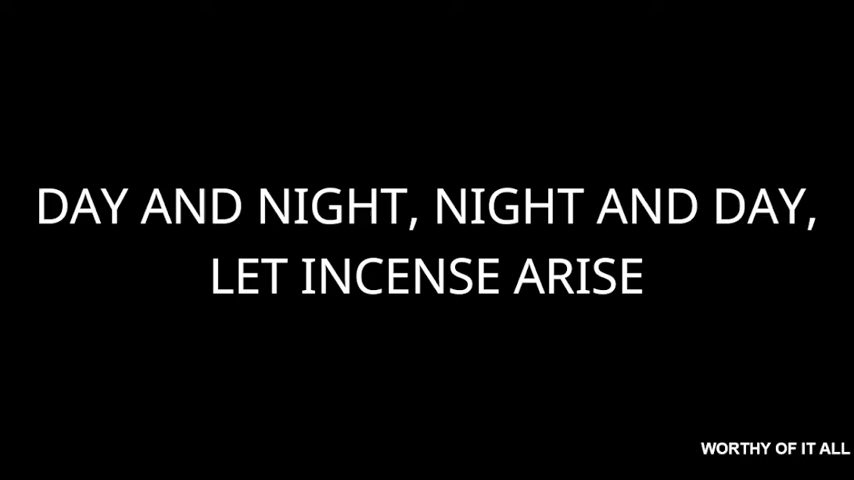 DAY AND NIGHT, NIGHT AND DAY,
LET INCENSE ARISE
WORTHY OF IT ALL